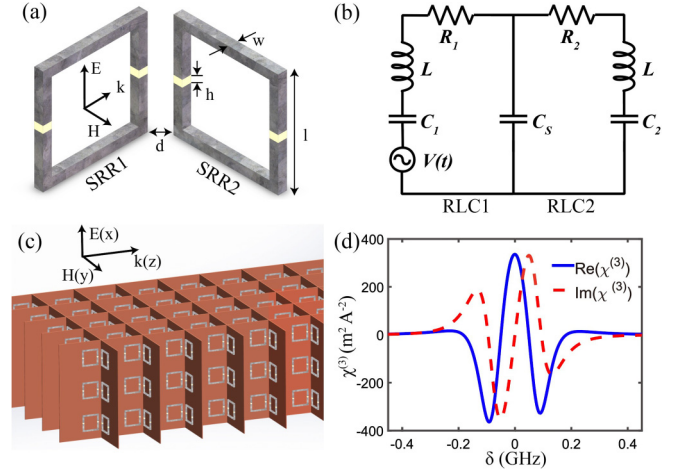 (a)
E
k
H
w
h
d
l
SRR1
SRR2
(b)
R₁
R₂
L
L
C₁
C_S
C₂
V(t)
RLC1
RLC2
(c)
E(x)
k(z)
H(y)
(d)
χ⁽³⁾ (m² A⁻²)
400
200
0
-200
-400
Re(χ⁽³⁾)
Im(χ⁽³⁾)
-0.4
-0.2
0
0.2
0.4
δ (GHz)